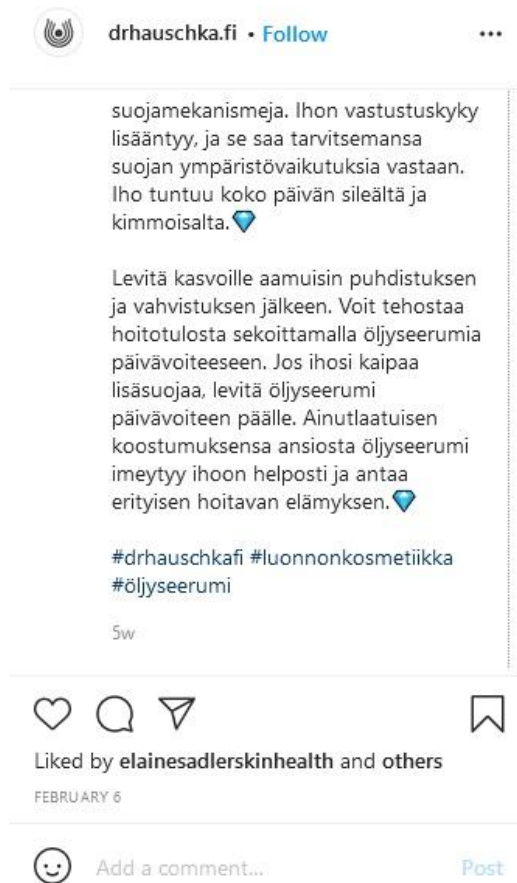 drhauschka.fi • Follow
suojamekanismeja. Ihon vastustuskyky
lisääntyy, ja se saa tarvitsemansa
suojan ympäristövaikutuksia vastaan.
Iho tuntuu koko päivän sileältä ja
kimmoisalta.
Levitä kasvoille aamuisin puhdistuksen
ja vahvistuksen jälkeen. Voit tehostaa
hoitotulosta sekoittamalla öljyseerumia
päivävoiteeseen. Jos ihosi kaipaa
lisäsuojaa, levitä öljyseerumi
päivävoiteen päälle. Ainutlaatuisen
koostumuksensa ansiosta öljyseerumi
imeytyy ihoon helposti ja antaa
erityisen hoitavan elämyksen.
#drhauschkafi #luonnonkosmetiikka
#öljyseerumi
5w
Liked by elainesadlerskinhealth and others
FEBRUARY 6
Add a comment...
Post